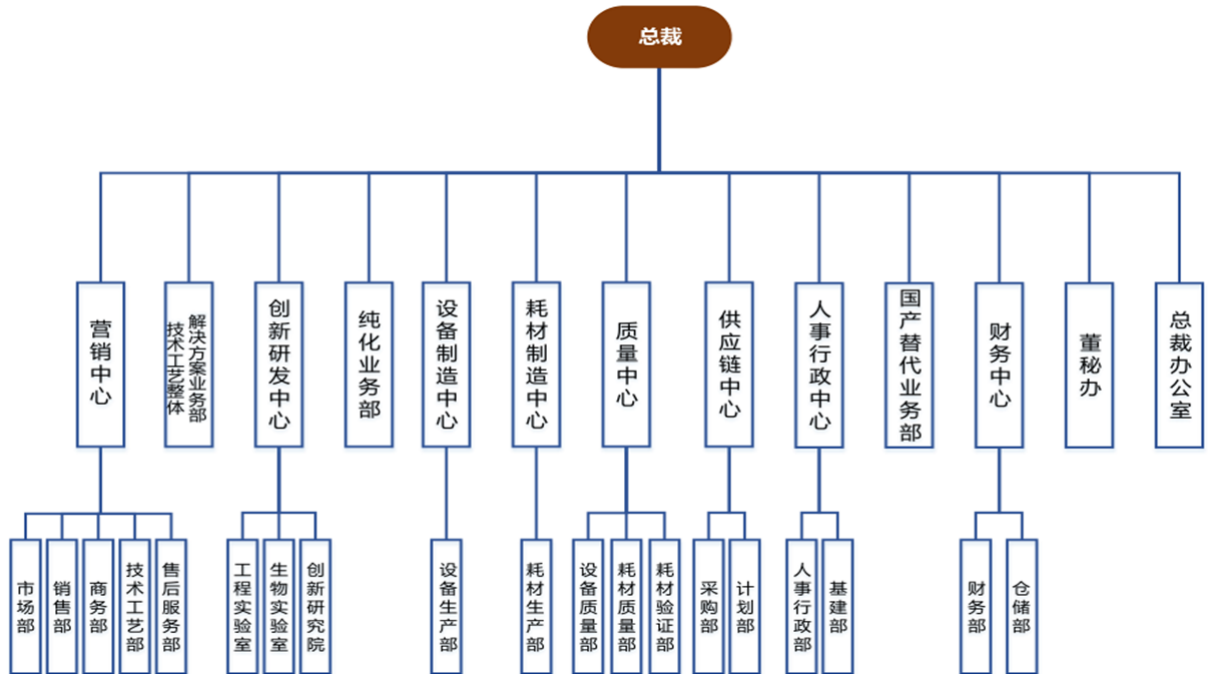 总裁
营销中心
技术工艺整体
解决方案业务部
创新研发中心
纯化业务部
设备制造中心
耗材制造中心
质量中心
供应链中心
人事行政中心
国产替代业务部
财务中心
董秘办
总裁办公室
市场部
销售部
商务部
技术工艺部
售后服务部
工程实验室
生物实验室
创新研究院
设备生产部
耗材生产部
设备质量部
耗材质量部
耗材验证部
采购部
计划部
人事行政部
基建部
财务部
仓储部